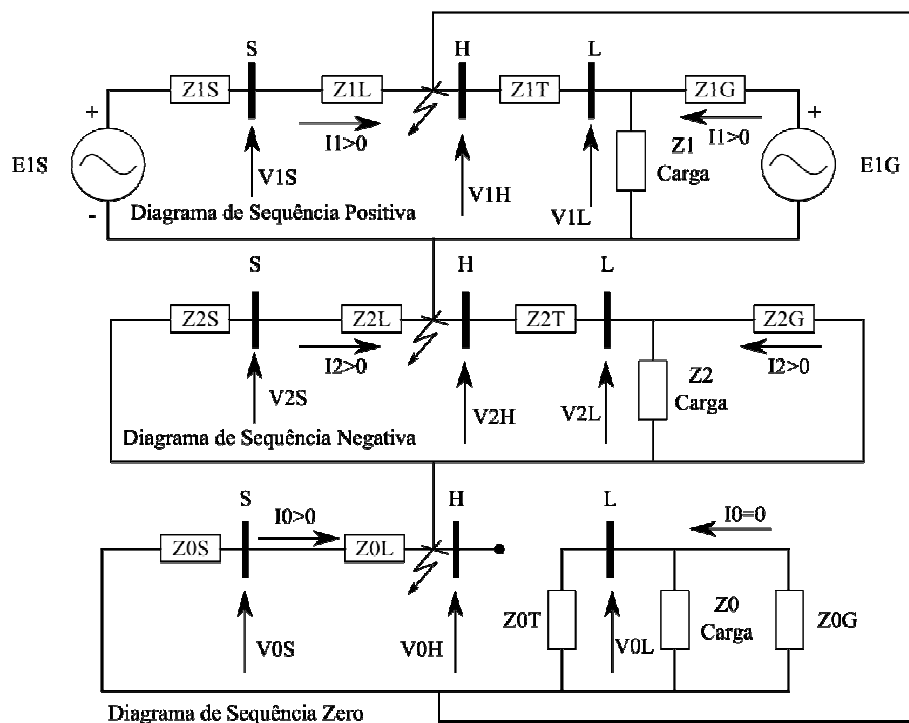 S
H
L
Z1S
Z1L
Z1T
Z1G
+
+
I1>0
I1>0
Z1
Carga
E1S
E1G
V1S
V1H
V1L
-
Diagrama de Sequência Positiva
S
H
L
Z2S
Z2L
Z2T
Z2G
I2>0
I2>0
Z2
Carga
V2S
V2H
V2L
Diagrama de Sequência Negativa
S
I0>0
H
L
I0=0
Z0S
Z0L
Z0T
Z0
Carga
Z0G
V0S
V0H
V0L
Diagrama de Sequência Zero